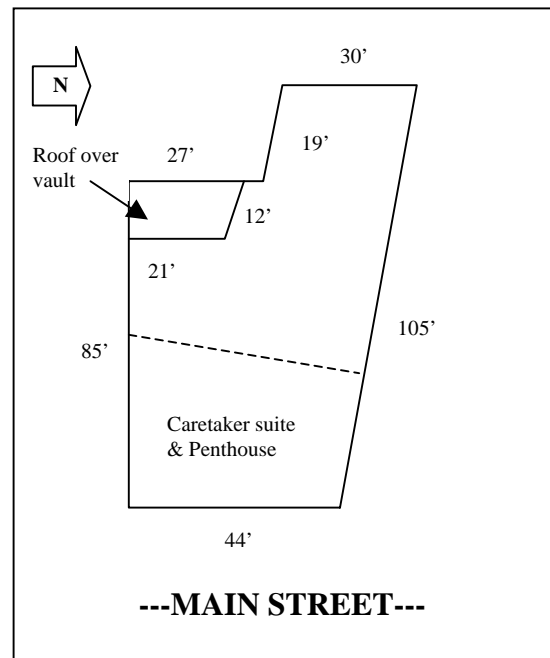 30’
N
Roof over
vault
27’
19’
12’
21’
105’
85’
Caretaker suite
& Penthouse
44’
---MAIN STREET---